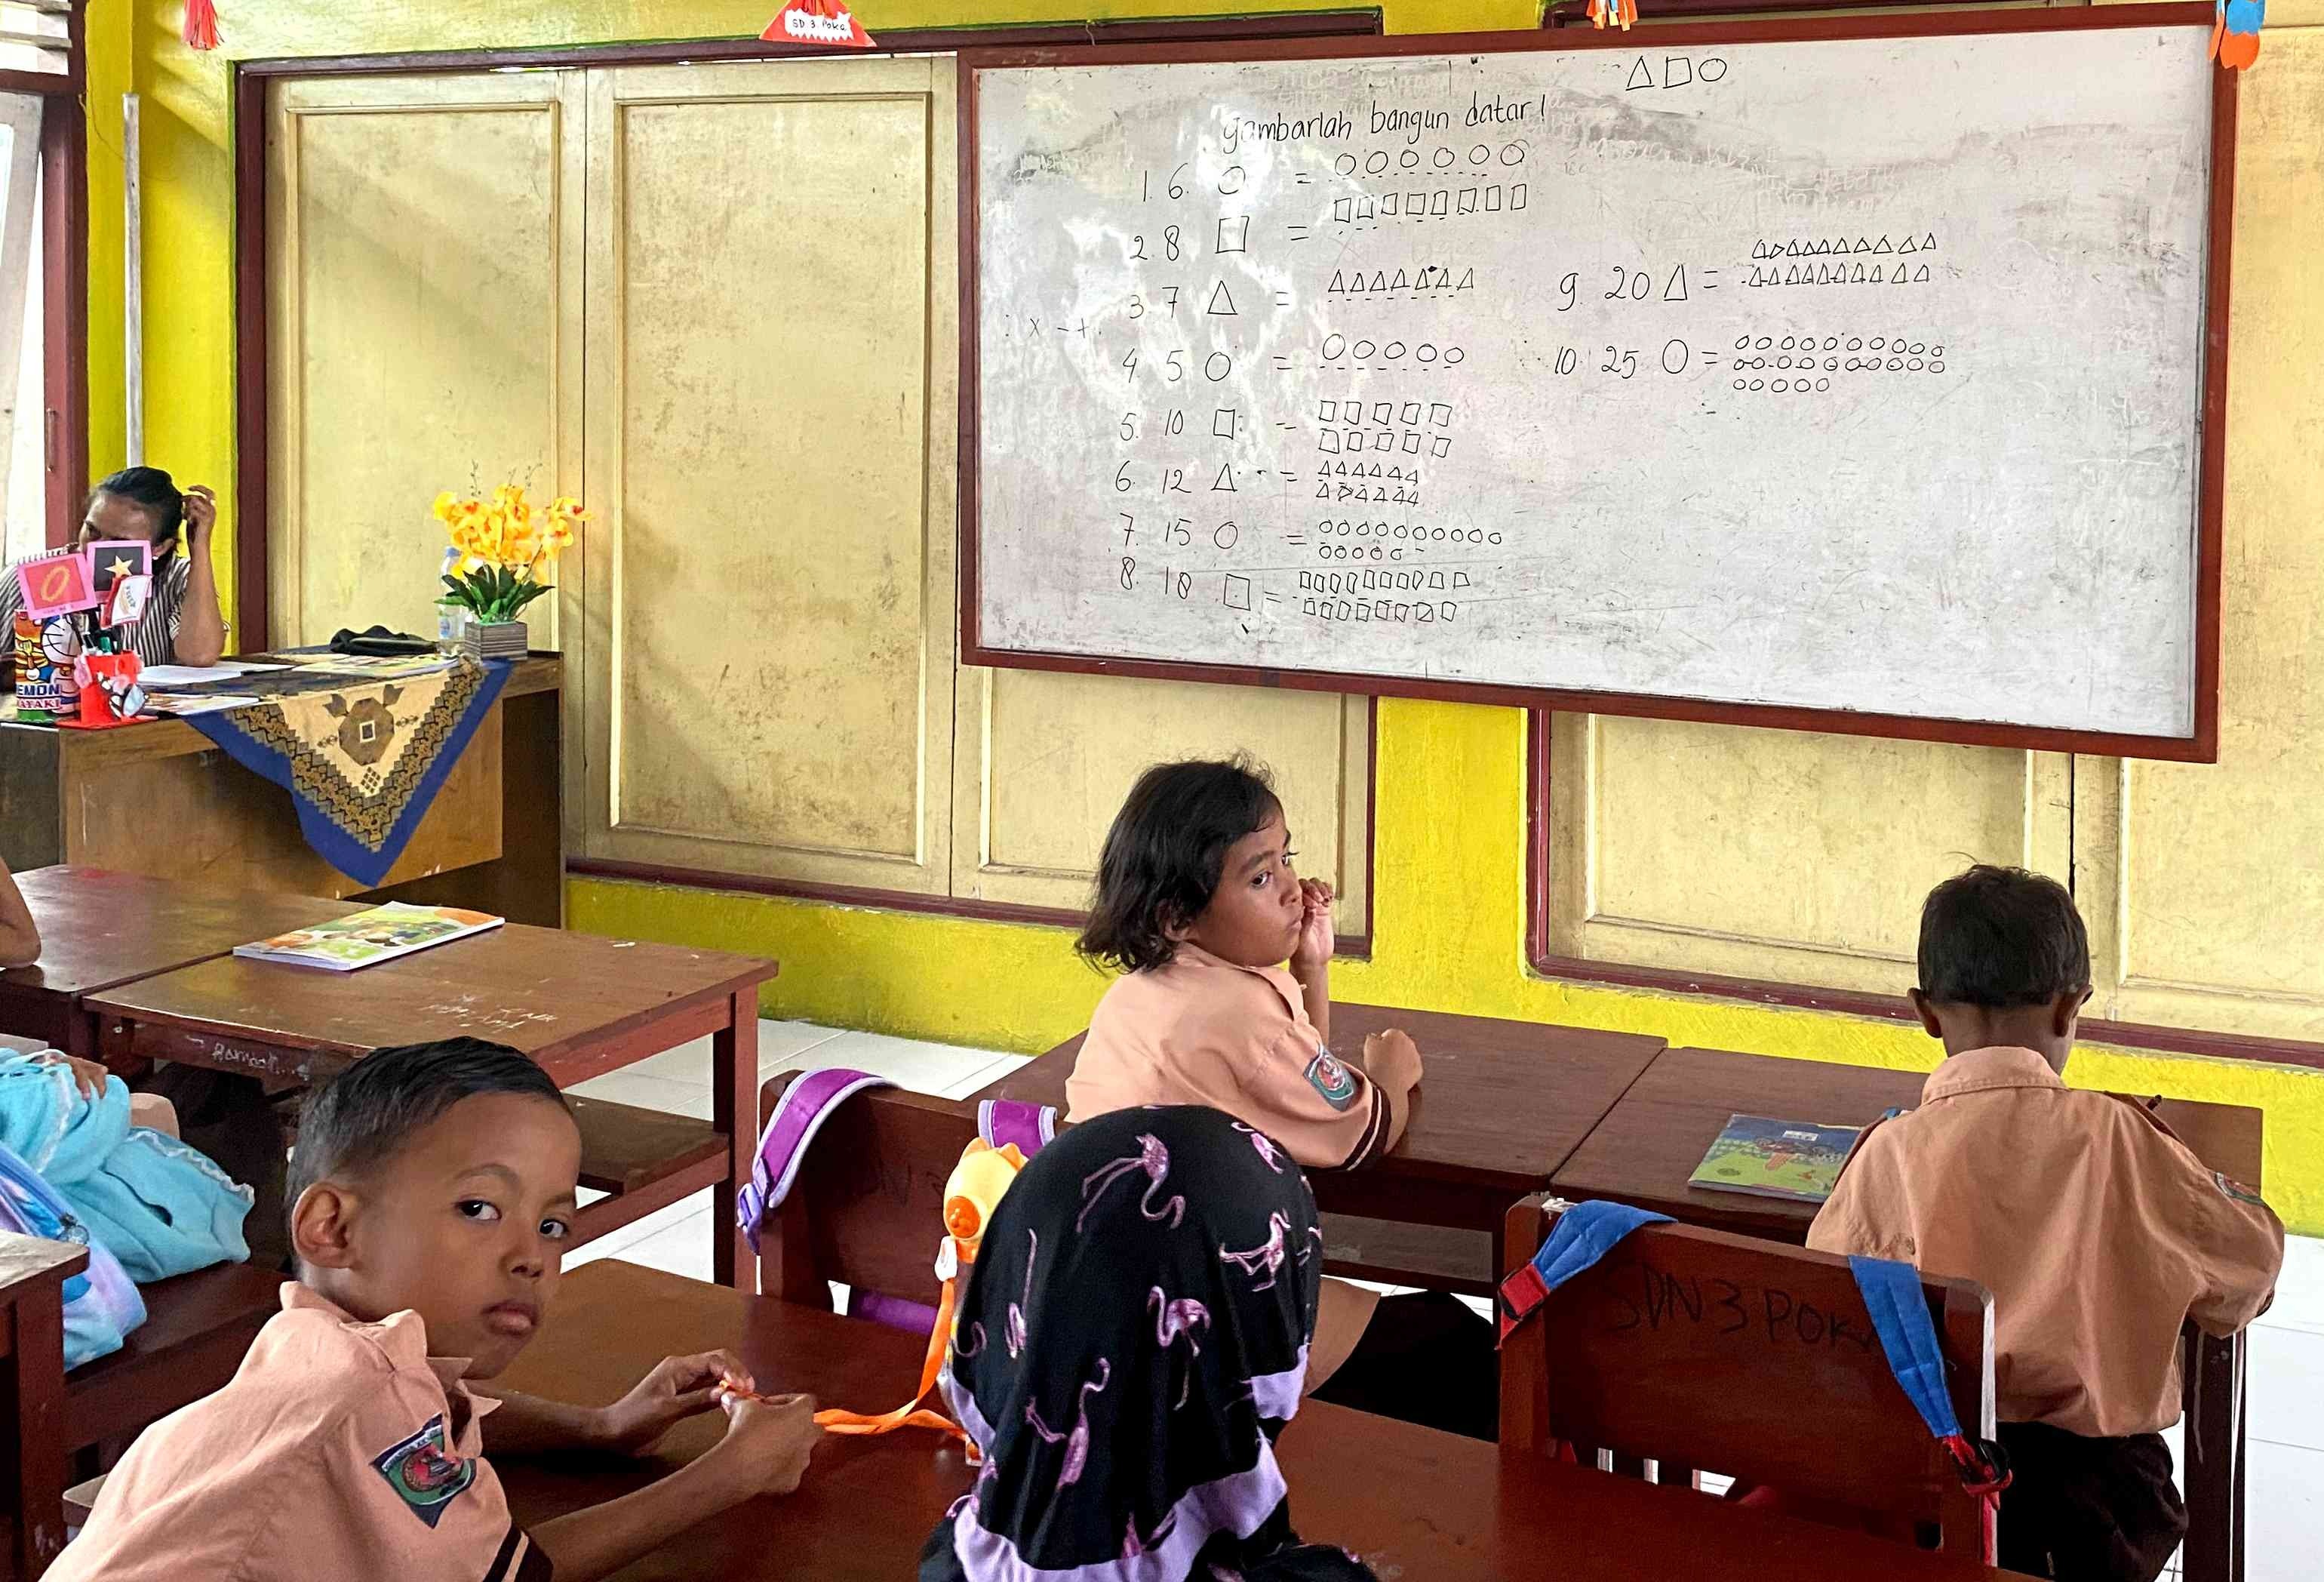 SD 3 POKA
△ □ ○
gambarlah bangun datar!
1. 6 ○ = ○○○○○○
2. 8 □ = □□□□□□□□
3. 7 △ = △△△△△△△
4. 5 ○ = ○○○○○
5. 10 □ = □□□□□
□□□□□
6. 12 △ = △△△△△△
△△△△△△
7. 15 ○ = ○○○○○○○○○○
○○○○○
8. 18 □ = □□□□□□□□□□
□□□□□□□□
: x - +
9. 20 △ = △△△△△△△△△△
△△△△△△△△△△
10. 25 ○ = ○○○○○○○○○○
○○○○○○○○○○
○○○○○
EMON
SDN 3 POKA